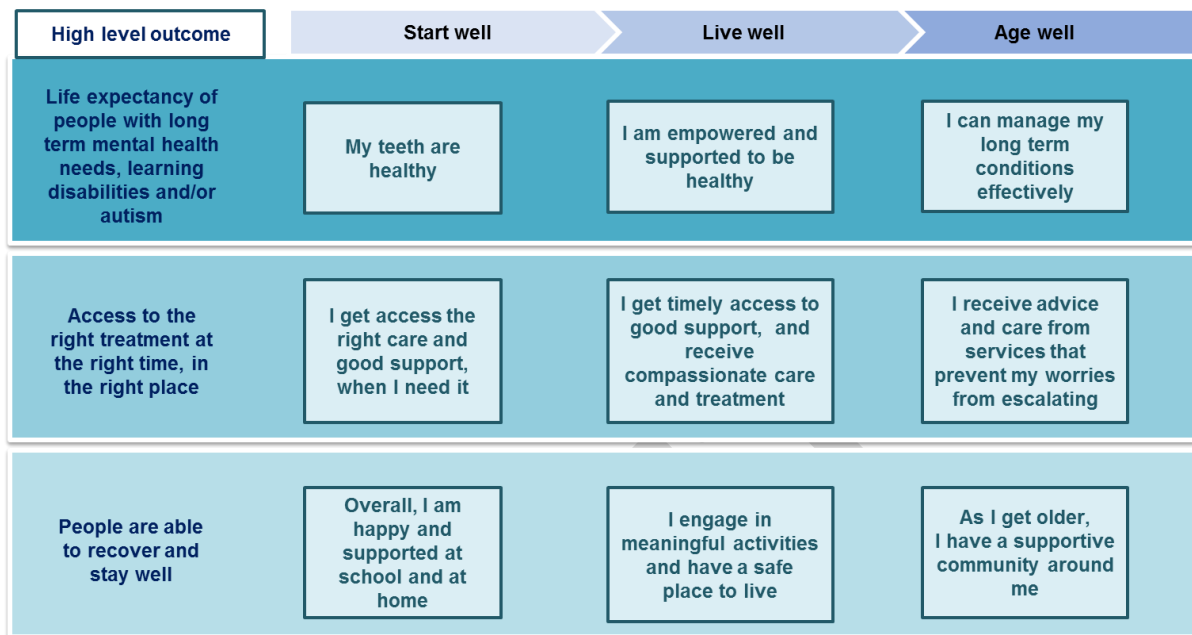 High level outcome
Start well
Live well
Age well
Life expectancy of
people with long
term mental health
needs, learning
disabilities and/or
autism
My teeth are
healthy
I am empowered and
supported to be
healthy
I can manage my
long term
conditions
effectively
Access to the
right treatment at
the right time, in
the right place
I get access the
right care and
good support,
when I need it
I get timely access to
good support, and
receive
compassionate care
and treatment
I receive advice
and care from
services that
prevent my worries
from escalating
People are able
to recover and
stay well
Overall, I am
happy and
supported at
school and at
home
I engage in
meaningful activities
and have a safe
place to live
As I get older,
I have a supportive
community around
me